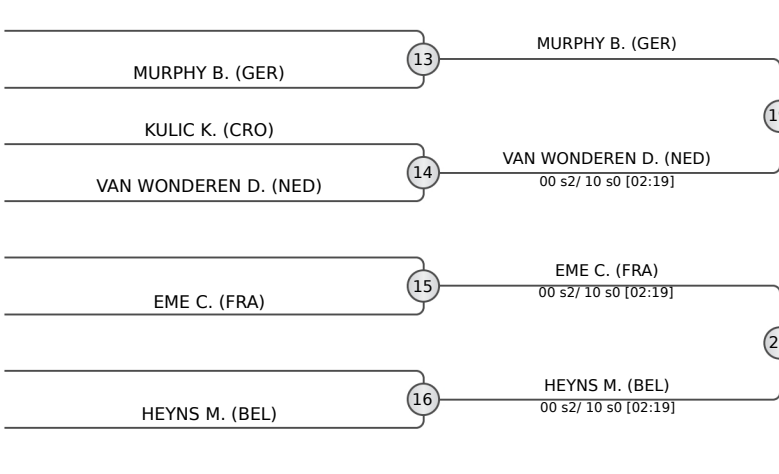 MURPHY B. (GER)
13
MURPHY B. (GER)
KULIC K. (CRO)
14
VAN WONDEREN D. (NED)
VAN WONDEREN D. (NED)
00 s2/ 10 s0 [02:19]
EME C. (FRA)
15
EME C. (FRA)
00 s2/ 10 s0 [02:19]
HEYNS M. (BEL)
16
HEYNS M. (BEL)
00 s2/ 10 s0 [02:19]